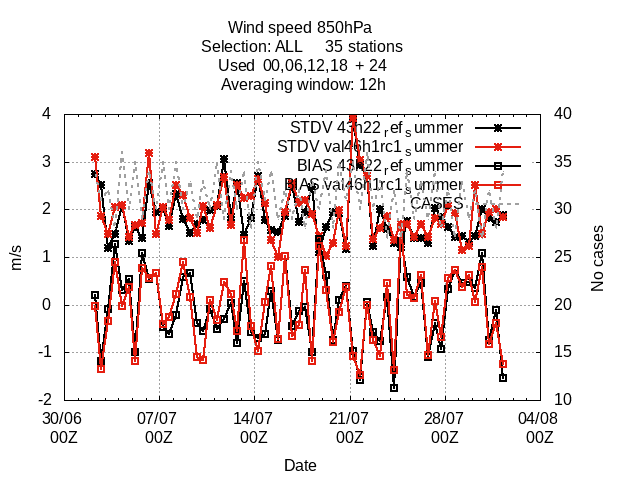 Wind speed 850hPa
Selection: ALL 35 stations
Used 00,06,12,18 + 24
Averaging window: 12h
STDV 43h22_ref_summer
STDV val46h1rc1_summer
BIAS 43h22_ref_summer
BIAS val46h1rc1_summer
CASES
4
3
2
1
0
-1
-2
m/s
40
35
30
25
20
15
10
No cases
30/06 07/07 14/07 21/07 28/07 04/08
00Z 00Z 00Z 00Z 00Z 00Z
Date